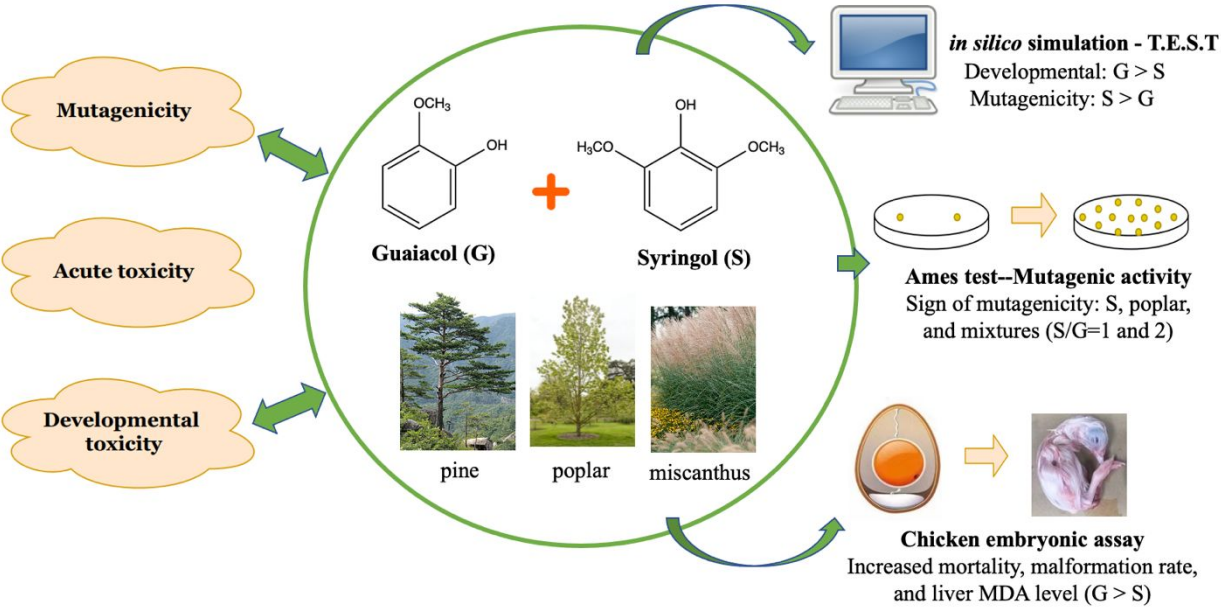 Mutagenicity
Acute toxicity
Developmental
toxicity
OCH₃
OH
Guaiacol (G)
OH
H₃CO
OCH₃
Syringol (S)
pine
poplar
miscanthus
in silico simulation - T.E.S.T
Developmental: G > S
Mutagenicity: S > G
Ames test--Mutagenic activity
Sign of mutagenicity: S, poplar,
and mixtures (S/G=1 and 2)
Chicken embryonic assay
Increased mortality, malformation rate,
and liver MDA level (G > S)